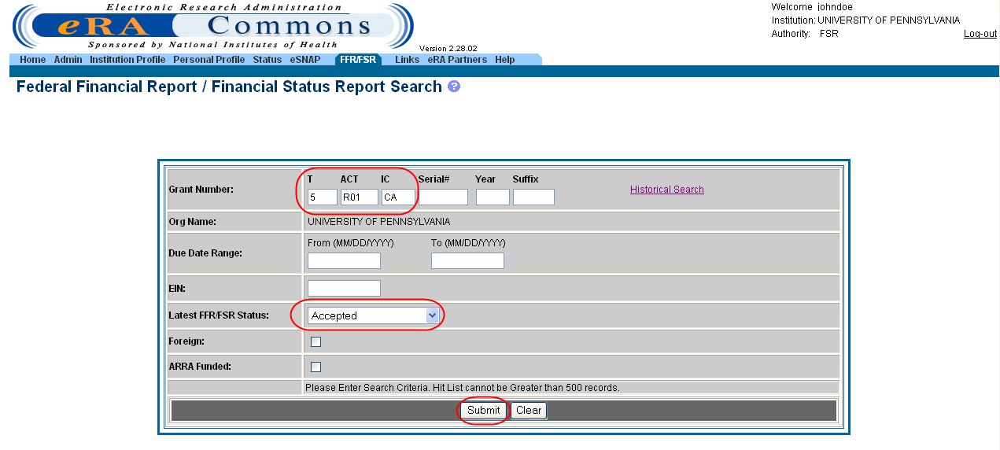 Electronic Research Administration
eRA Commons
Sponsored by National Institutes of Health
Version 2.28.02
Welcome johndoe
Institution: UNIVERSITY OF PENNSYLVANIA
Authority: FSR
Log-out
Home Admin Institution Profile Personal Profile Status eSNAP FFR/FSR Links eRA Partners Help
Federal Financial Report / Financial Status Report Search ?
T ACT IC Serial# Year Suffix
Grant Number:
5 R01 CA
Historical Search
Org Name: UNIVERSITY OF PENNSYLVANIA
From (MM/DD/YYYY) To (MM/DD/YYYY)
Due Date Range:
EIN:
Latest FFR/FSR Status: Accepted
Foreign:
ARRA Funded:
Please Enter Search Criteria. Hit List cannot be Greater than 500 records.
Submit Clear